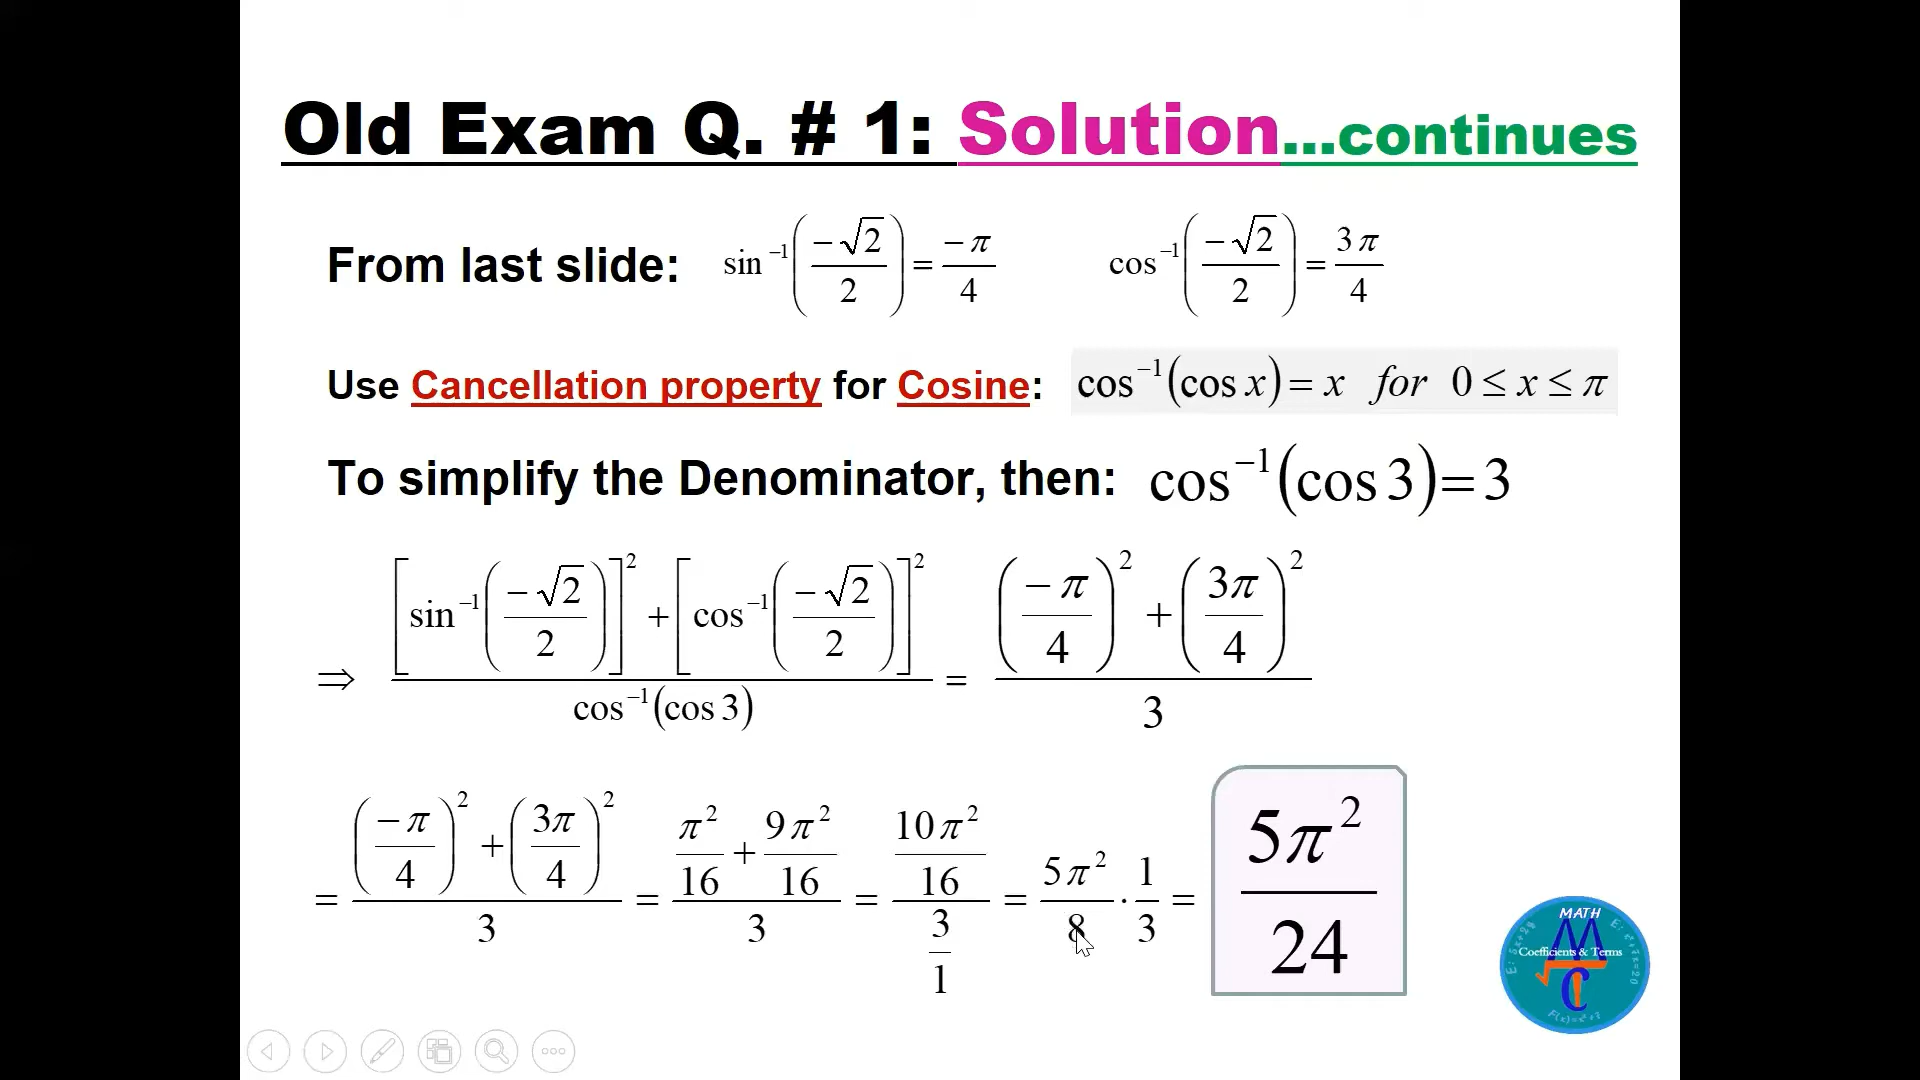 Old Exam Q. # 1: Solution...continues
From last slide: sin⁻¹(−√2/2) = −π/4 cos⁻¹(−√2/2) = 3π/4
Use Cancellation property for Cosine: cos⁻¹(cos x) = x for 0 ≤ x ≤ π
To simplify the Denominator, then: cos⁻¹(cos 3) = 3
⇒ ([sin⁻¹(−√2/2)]² + [cos⁻¹(−√2/2)]²)/(cos⁻¹(cos 3)) = ((−π/4)² + (3π/4)²)/3
= ((−π/4)² + (3π/4)²)/3 = (π²/16 + 9π²/16)/3 = (10π²/16)/(3/1) = 5π²/8 · 1/3 = 5π²/24
MATH
Coefficients & Terms